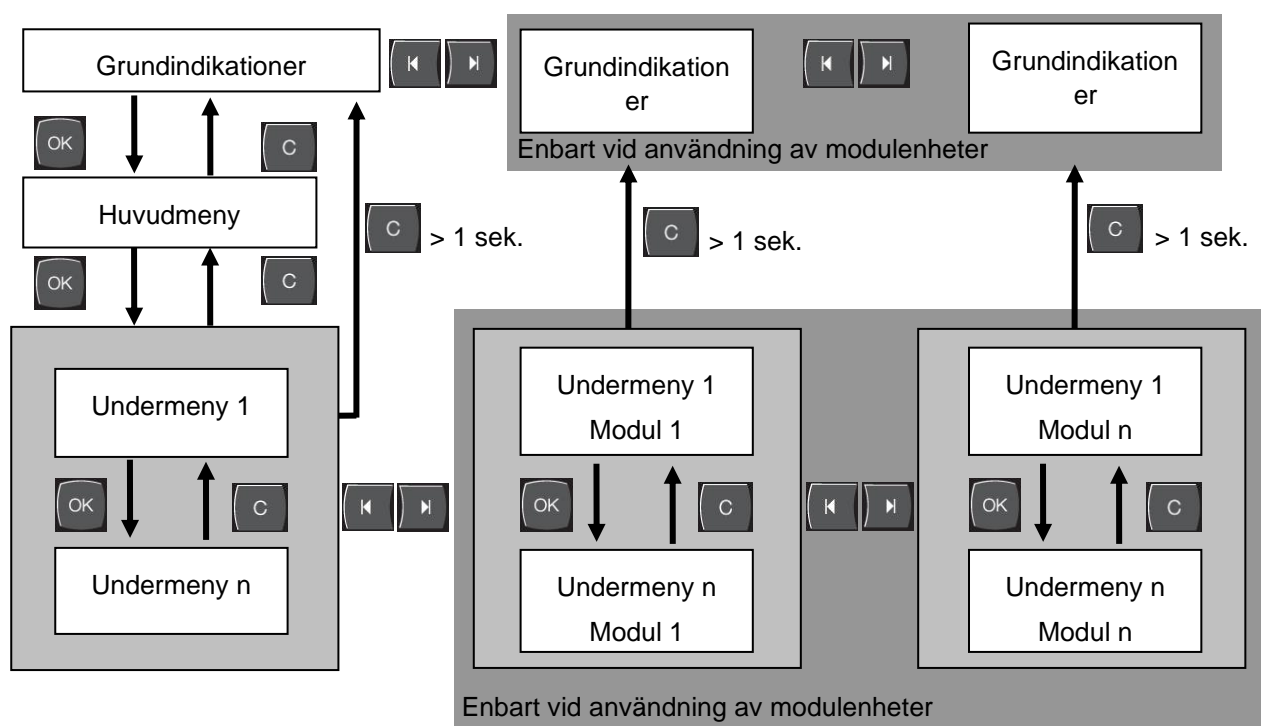 Grundindikationer
Grundindikation
er
Grundindikation
er
Enbart vid användning av modulenheter
OK
C
Huvudmeny
C
> 1 sek.
C
> 1 sek.
C
> 1 sek.
OK
C
Undermeny 1
OK
C
Undermeny n
Undermeny 1
Modul 1
OK
C
Undermeny n
Modul 1
Undermeny 1
Modul n
OK
C
Undermeny n
Modul n
Enbart vid användning av modulenheter